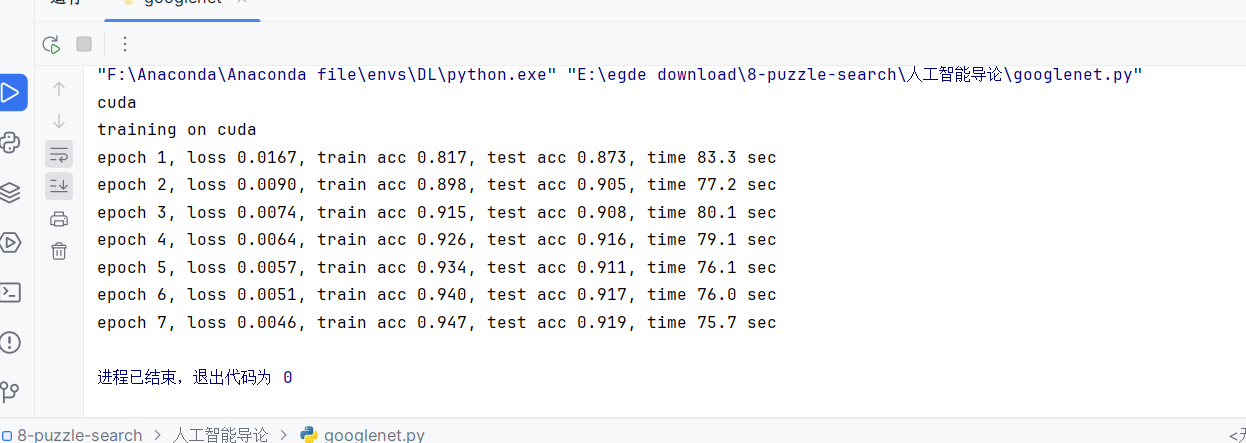 googlenet
"F:\Anaconda\Anaconda file\envs\DL\python.exe" "E:\egde download\8-puzzle-search\人工智能导论\googlenet.py"
cuda
training on cuda
epoch 1, loss 0.0167, train acc 0.817, test acc 0.873, time 83.3 sec
epoch 2, loss 0.0090, train acc 0.898, test acc 0.905, time 77.2 sec
epoch 3, loss 0.0074, train acc 0.915, test acc 0.908, time 80.1 sec
epoch 4, loss 0.0064, train acc 0.926, test acc 0.916, time 79.1 sec
epoch 5, loss 0.0057, train acc 0.934, test acc 0.911, time 76.1 sec
epoch 6, loss 0.0051, train acc 0.940, test acc 0.917, time 76.0 sec
epoch 7, loss 0.0046, train acc 0.947, test acc 0.919, time 75.7 sec
进程已结束，退出代码为 0
8-puzzle-search > 人工智能导论 > googlenet.py